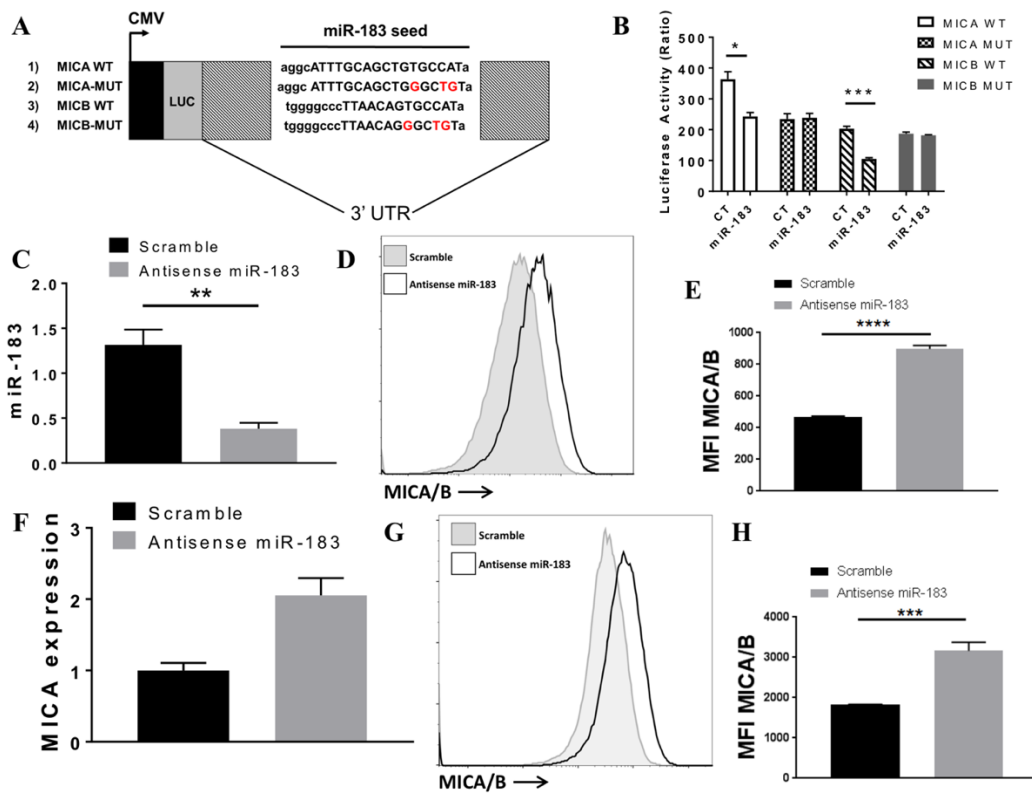 A
CMV
miR-183 seed
1) MICA WT aggcATTTGCAGCTGTGCCATa
2) MICA-MUT aggc ATTTGCAGCTGGGCTGTa
3) MICB WT tggggcccTTAACAGTGCCATa
4) MICB-MUT tggggcccTTAACAGGGCTGTa
LUC
3' UTR
B
MICA WT
MICA MUT
MICB WT
MICB MUT
Luciferase Activity (Ratio)
500
400
300
200
100
0
*
***
CT
miR-183
CT
miR-183
CT
miR-183
CT
miR-183
C
Scramble
Antisense miR-183
miR-183
2.0
1.5
1.0
0.5
0.0
**
D
Scramble
Antisense miR-183
MICA/B
E
Scramble
Antisense miR-183
MFI MICA/B
1000
800
600
400
200
0
****
F
Scramble
Antisense miR-183
MICA expression
3
2
1
0
G
Scramble
Antisense miR-183
MICA/B
H
Scramble
Antisense miR-183
MFI MICA/B
4000
3000
2000
1000
0
***